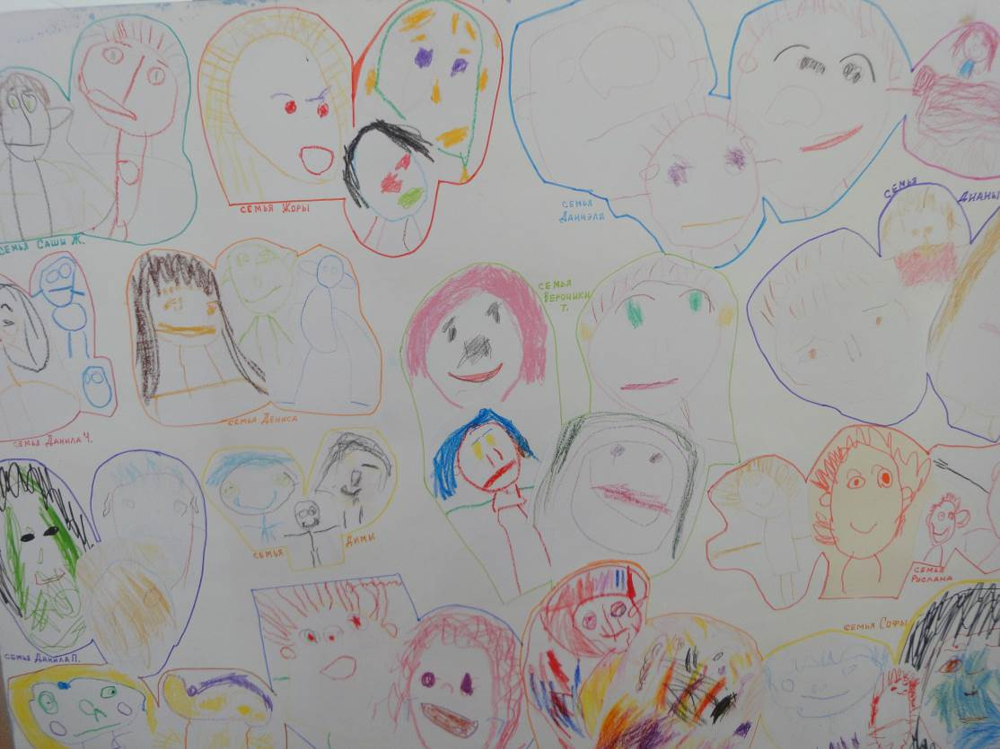 СЕМЬЯ САШИ Ж.
СЕМЬЯ ЖОРЫ
СЕМЬЯ
ДАНИЭЛЯ
СЕМЬЯ ДИАНЫ
СЕМЬЯ ДАНИЛА Ч.
СЕМЬЯ ДЕНИСА
СЕМЬЯ
ВЕРОНИКИ
Т.
СЕМЬЯ ДИМЫ
СЕМЬЯ
РУСЛАНА
СЕМЬЯ ДАНИЛА П.
СЕМЬЯ СОФЫ